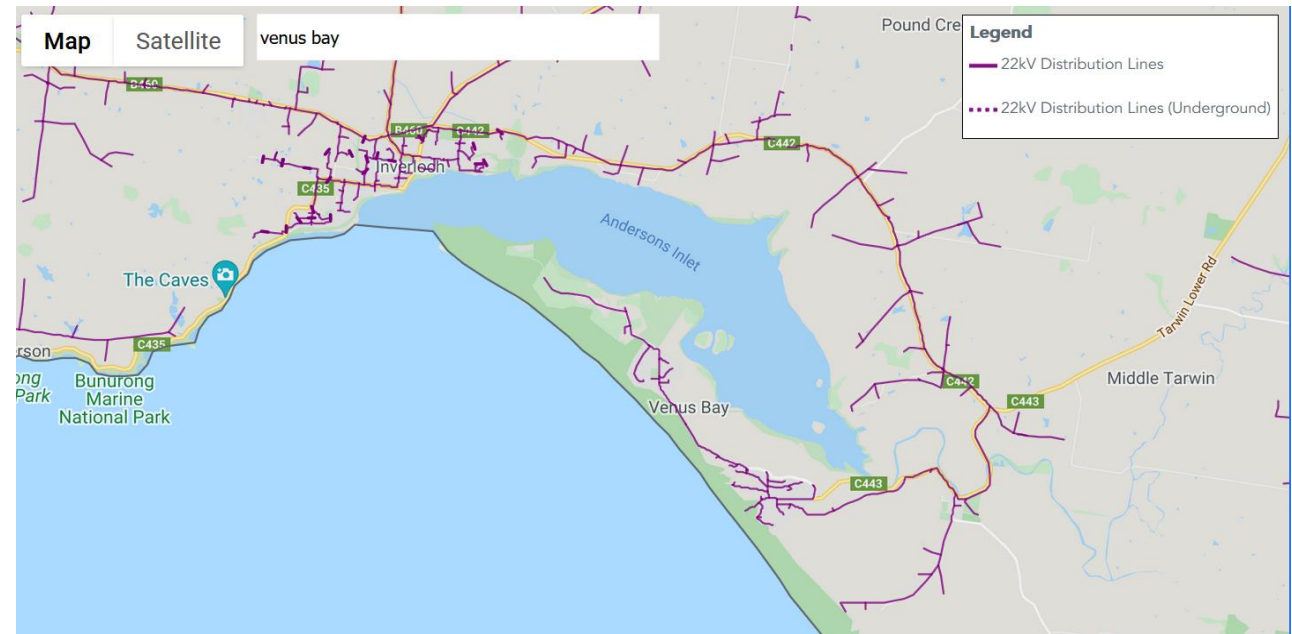 Map
Satellite
venus bay
Pound Cre
Legend
22kV Distribution Lines
22kV Distribution Lines (Underground)
B460
B460
C442
C442
Inverloch
C435
Andersons Inlet
The Caves
Tarwin Lower Rd
C435
rson
ong
Park
Bunurong
Marine
National Park
C442
Middle Tarwin
C443
Venus Bay
C443